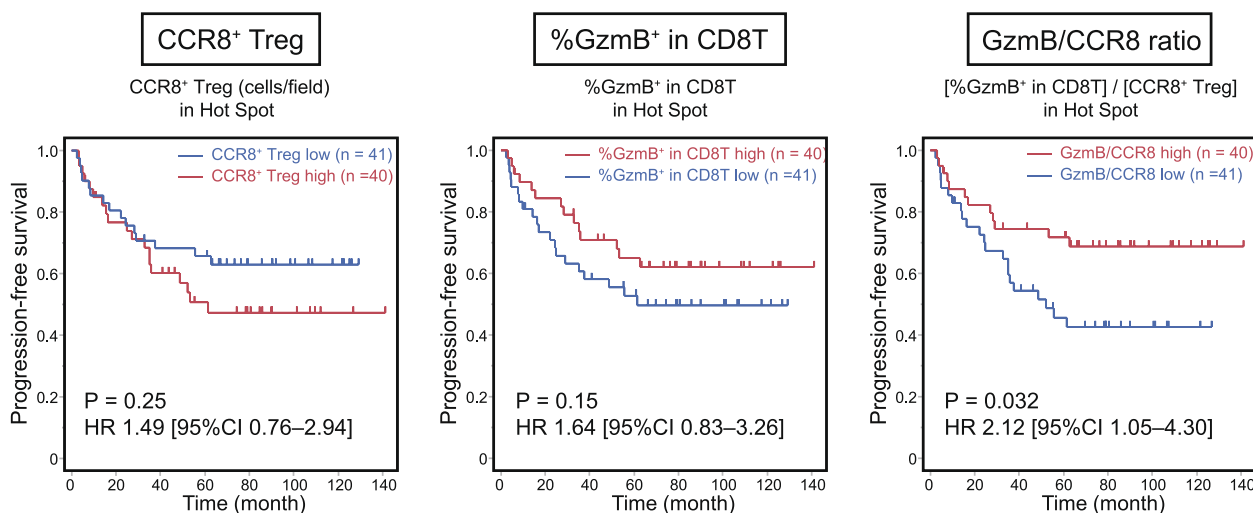 CCR8⁺ Treg
CCR8⁺ Treg (cells/field)
in Hot Spot
CCR8⁺ Treg low (n = 41)
CCR8⁺ Treg high (n =40)
Progression-free survival
1.0
0.8
0.6
0.4
0.2
0
P = 0.25
HR 1.49 [95%CI 0.76–2.94]
0 20 40 60 80 100 120 140
Time (month)
%GzmB⁺ in CD8T
%GzmB⁺ in CD8T
in Hot Spot
%GzmB⁺ in CD8T high (n = 40)
%GzmB⁺ in CD8T low (n =41)
Progression-free survival
1.0
0.8
0.6
0.4
0.2
0
P = 0.15
HR 1.64 [95%CI 0.83–3.26]
0 20 40 60 80 100 120 140
Time (month)
GzmB/CCR8 ratio
[%GzmB⁺ in CD8T] / [CCR8⁺ Treg]
in Hot Spot
GzmB/CCR8 high (n = 40)
GzmB/CCR8 low (n =41)
Progression-free survival
1.0
0.8
0.6
0.4
0.2
0
P = 0.032
HR 2.12 [95%CI 1.05–4.30]
0 20 40 60 80 100 120 140
Time (month)